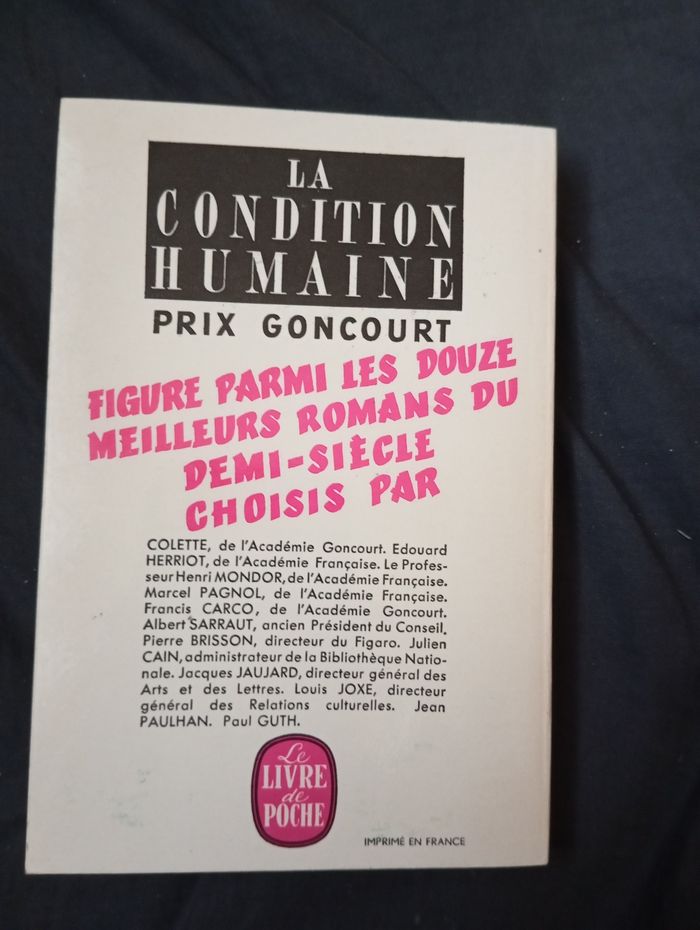 LA
CONDITION
HUMAINE
PRIX GONCOURT
FIGURE PARMI LES DOUZE
MEILLEURS ROMANS DU
DEMI-SIÈCLE
CHOISIS PAR
COLETTE, de l'Académie Goncourt. Edouard
HERRIOT, de l'Académie Française. Le Profes-
seur Henri MONDOR, de l'Académie Française.
Marcel PAGNOL, de l'Académie Française.
Francis CARCO, de l'Académie Goncourt.
Albert SARRAUT, ancien Président du Conseil.
Pierre BRISSON, directeur du Figaro. Julien
CAIN, administrateur de la Bibliothèque Natio-
nale. Jacques JAUJARD, directeur général des
Arts et des Lettres. Louis JOXE, directeur
général des Relations culturelles. Jean
PAULHAN. Paul GUTH.
Le
LIVRE
de
POCHE
IMPRIMÉ EN FRANCE